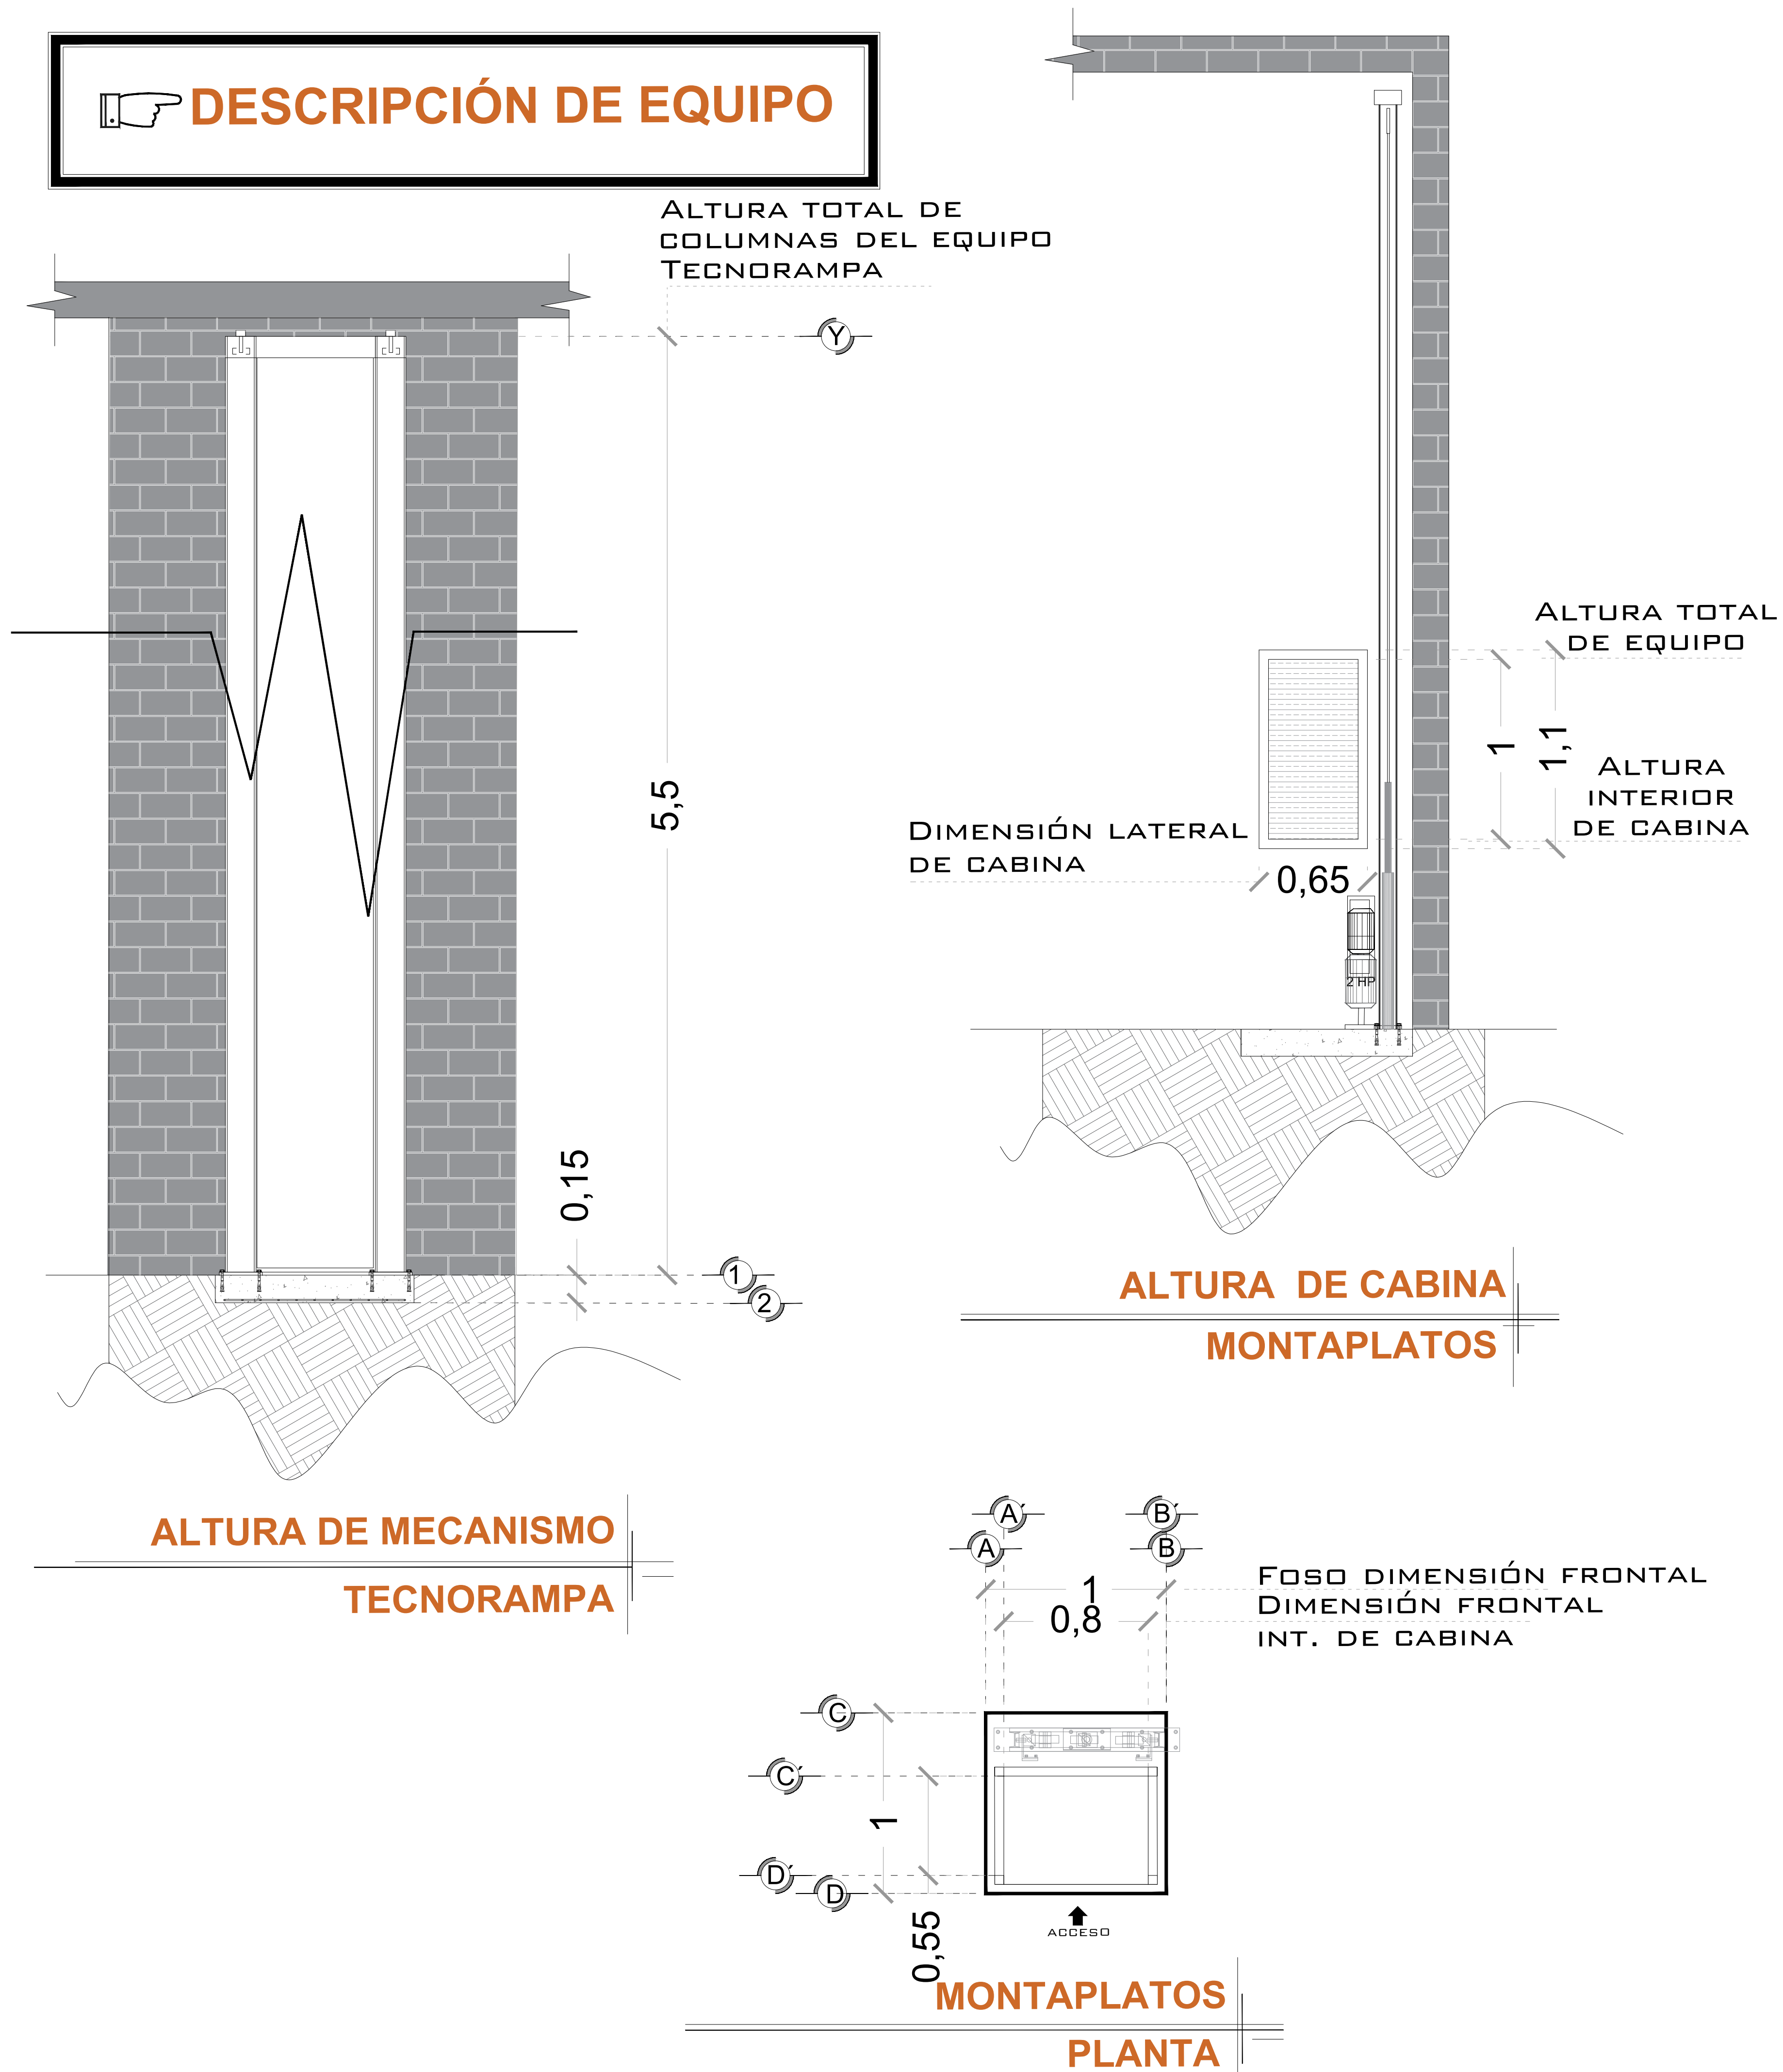 DESCRIPCIÓN DE EQUIPO
ALTURA TOTAL DE
COLUMNAS DEL EQUIPO
TECNORAMPA
Y
5,5
0,15
1
2
ALTURA DE MECANISMO
TECNORAMPA
ALTURA TOTAL
DE EQUIPO
1
1,1
ALTURA
INTERIOR
DE CABINA
DIMENSIÓN LATERAL
DE CABINA
0,65
2 HP
ALTURA DE CABINA
MONTAPLATOS
A´
B´
A
B
1
0,8
FOSO DIMENSIÓN FRONTAL
DIMENSIÓN FRONTAL
INT. DE CABINA
C
C´
1
D´
D
0,55
ACCESO
MONTAPLATOS
PLANTA